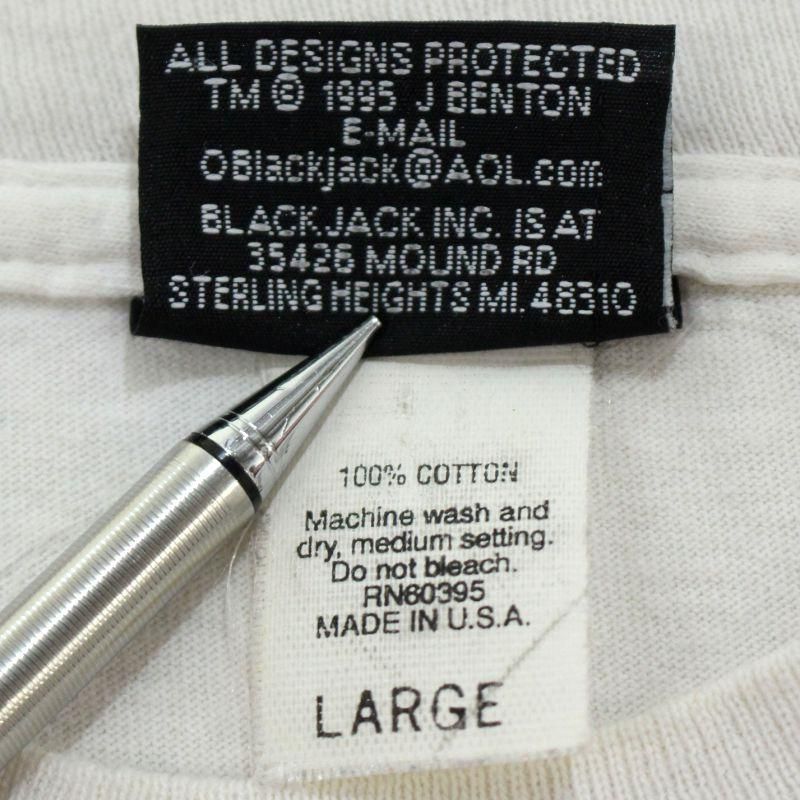 ALL DESIGNS PROTECTED
TM © 1995 J BENTON
E-MAIL
OBlackjack@AOL.com
BLACKJACK INC. IS AT
35426 MOUND RD
STERLING HEIGHTS MI. 48310
100% COTTON
Machine wash and
dry, medium setting.
Do not bleach.
RN60395
MADE IN U.S.A.
LARGE